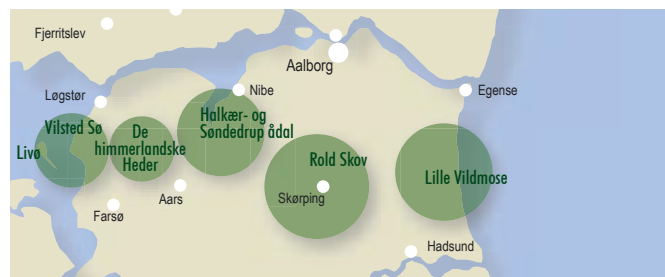 Fjerritslev
Aalborg
Nibe
Egense
Løgstør
Vilsted Sø
Livø
De
himmerlandske
Heder
Halkær- og
Søndedrup ådal
Rold Skov
Skørping
Lille Vildmose
Aars
Farsø
Hadsund